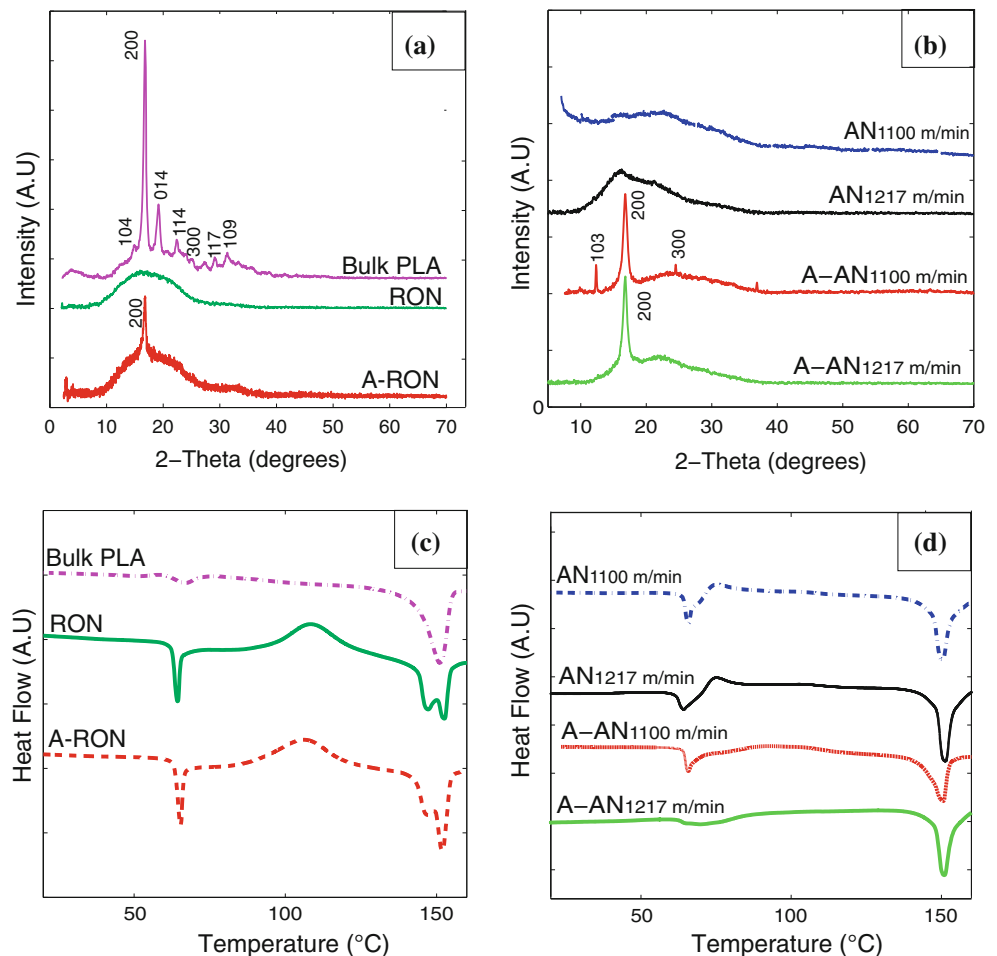 (a)
200
014
104
114
300
117
109
Bulk PLA
RON
200
A-RON
Intensity (A.U)
0 10 20 30 40 50 60 70
2-Theta (degrees)
(b)
AN1100 m/min
AN1217 m/min
200
103
300
A-AN1100 m/min
200
A-AN1217 m/min
Intensity (A.U)
0
10 20 30 40 50 60 70
2-Theta (degrees)
(c)
Bulk PLA
RON
A-RON
Heat Flow (A.U)
50 100 150
Temperature (°C)
(d)
AN1100 m/min
AN1217 m/min
A-AN1100 m/min
A-AN1217 m/min
Heat Flow (A.U)
50 100 150
Temperature (°C)